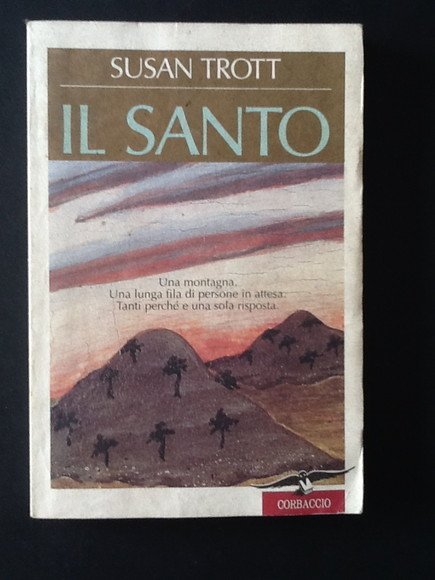 SUSAN TROTT
IL SANTO
Una montagna.
Una lunga fila di persone in attesa.
Tanti perché e una sola risposta.
CORBACCIO